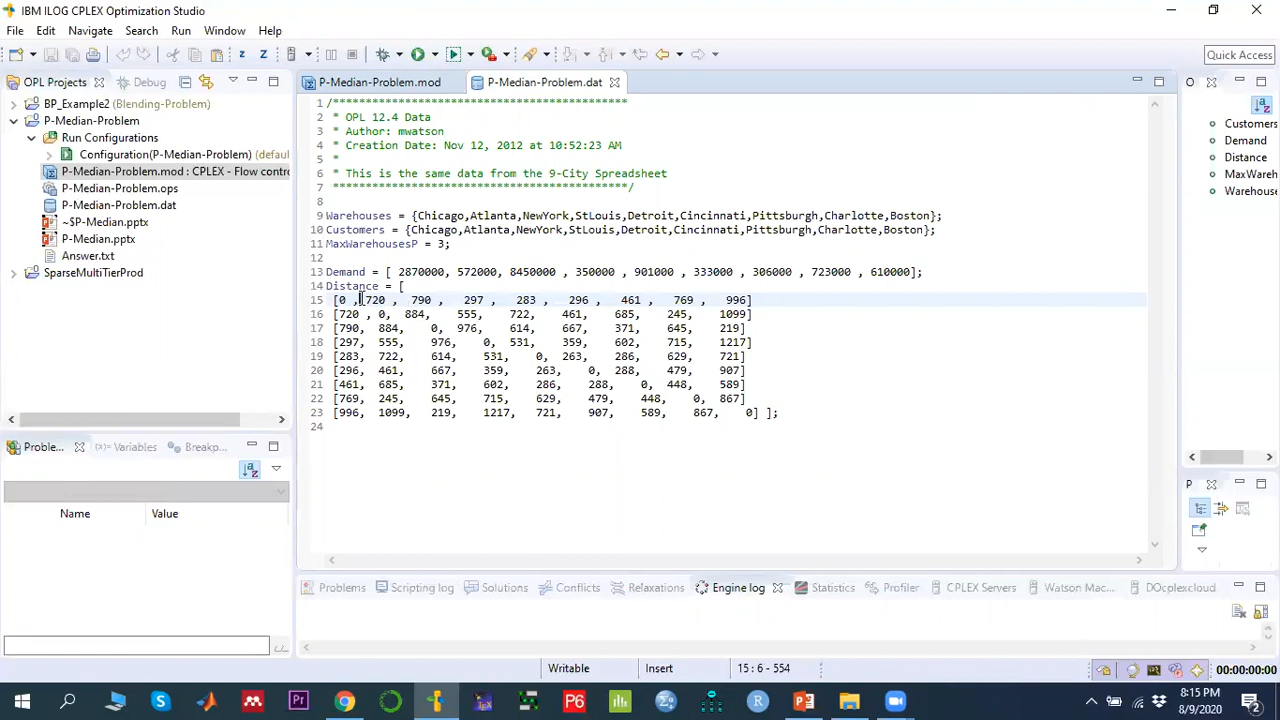 IBM ILOG CPLEX Optimization Studio
File Edit Navigate Search Run Window Help
Quick Access
OPL Projects Debug
BP_Example2 (Blending-Problem)
P-Median-Problem
Run Configurations
Configuration(P-Median-Problem) (defau
P-Median-Problem.mod : CPLEX - Flow contro
P-Median-Problem.ops
P-Median-Problem.dat
~$P-Median.pptx
P-Median.pptx
Answer.txt
SparseMultiTierProd
Proble... (x)= Variables Breakp...
Name Value
P-Median-Problem.mod P-Median-Problem.dat
1 /********************************************
2 * OPL 12.4 Data
3 * Author: mwatson
4 * Creation Date: Nov 12, 2012 at 10:52:23 AM
5 *
6 * This is the same data from the 9-City Spreadsheet
7 ********************************************/
8
9 Warehouses = {Chicago,Atlanta,NewYork,StLouis,Detroit,Cincinnati,Pittsburgh,Charlotte,Boston};
10 Customers = {Chicago,Atlanta,NewYork,StLouis,Detroit,Cincinnati,Pittsburgh,Charlotte,Boston};
11 MaxWarehousesP = 3;
12
13 Demand = [ 2870000, 572000, 8450000 , 350000 , 901000 , 333000 , 306000 , 723000 , 610000];
14 Distance = [
15 [0 , 720 , 790 , 297 , 283 , 296 , 461 , 769 , 996]
16 [720 , 0, 884, 555, 722, 461, 685, 245, 1099]
17 [790, 884, 0, 976, 614, 667, 371, 645, 219]
18 [297, 555, 976, 0, 531, 359, 602, 715, 1217]
19 [283, 722, 614, 531, 0, 263, 286, 629, 721]
20 [296, 461, 667, 359, 263, 0, 288, 479, 907]
21 [461, 685, 371, 602, 286, 288, 0, 448, 589]
22 [769, 245, 645, 715, 629, 479, 448, 0, 867]
23 [996, 1099, 219, 1217, 721, 907, 589, 867, 0] ];
24
O
Customers
Demand
Distance
MaxWareh
Warehouse
P
Problems Scripting log Solutions Conflicts Relaxations Engine log Statistics Profiler CPLEX Servers Watson Mac... DOcplexcloud
Writable Insert 15 : 6 - 554 00:00:00:00
8:15 PM
8/9/2020